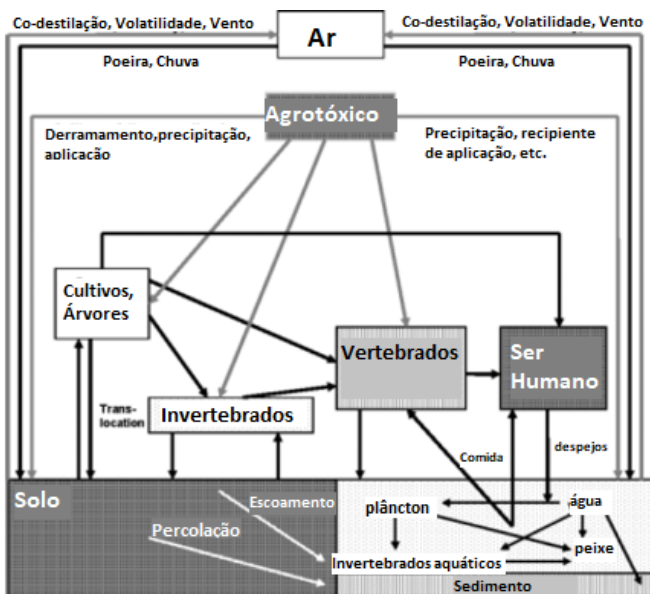 Co-destilação, Volatilidade, Vento
Ar
Co-destilação, Volatilidade, Vento
Poeira, Chuva
Poeira, Chuva
Agrotóxico
Derramamento,precipitação,
aplicação
Precipitação, recipiente
de aplicação, etc.
Cultivos,
Árvores
Vertebrados
Ser
Humano
Trans-
location
Invertebrados
Comida
despejos
Solo
Escoamento
Percolação
plâncton
água
peixe
Invertebrados aquáticos
Sedimento